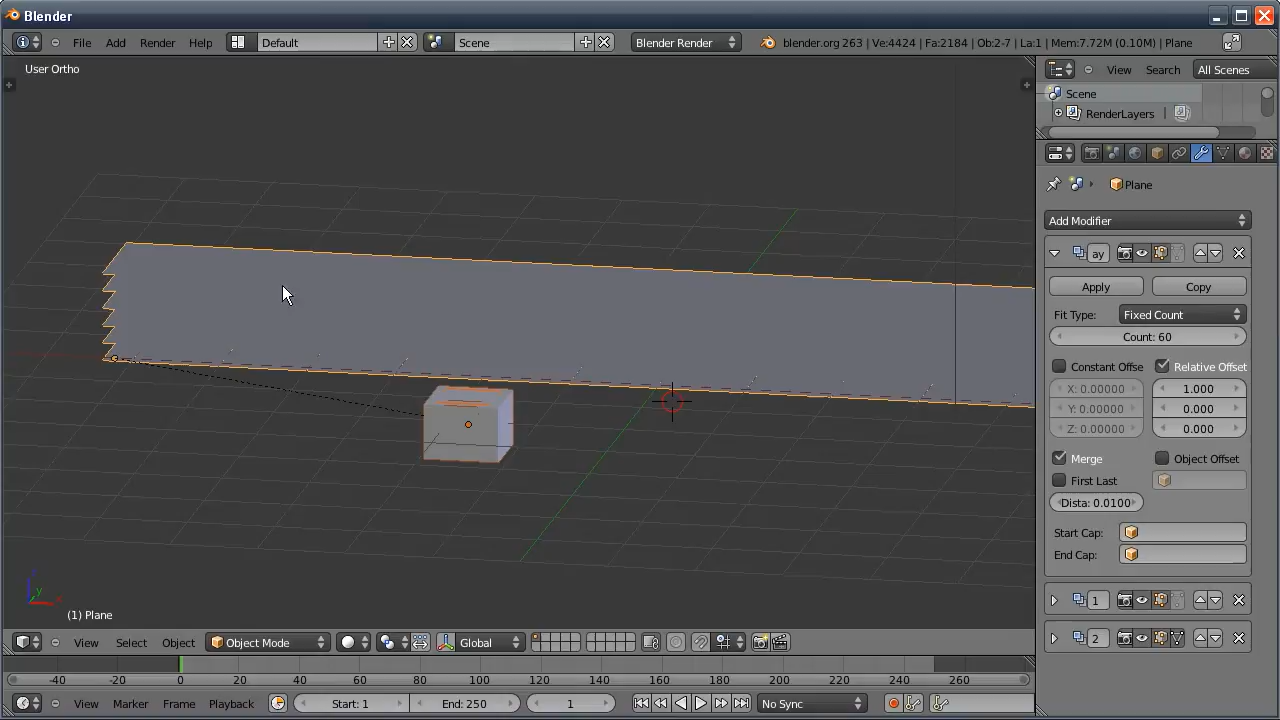 Blender
File Add Render Help Default Scene Blender Render blender.org 263 | Ve:4424 | Fa:2184 | Ob:2-7 | La:1 | Mem:7.72M (0.10M) | Plane
User Ortho
View Search All Scenes
Scene
RenderLayers
Plane
Add Modifier
ay
Apply Copy
Fit Type: Fixed Count
Count: 60
Constant Offse Relative Offset
X: 0.00000 1.000
Y: 0.00000 0.000
Z: 0.00000 0.000
Merge Object Offset
First Last
Dista: 0.0100
Start Cap:
End Cap:
1
2
(1) Plane
View Select Object Object Mode Global
-40 -20 0 20 40 60 80 100 120 140 160 180 200 220 240 260
View Marker Frame Playback Start: 1 End: 250 1 No Sync